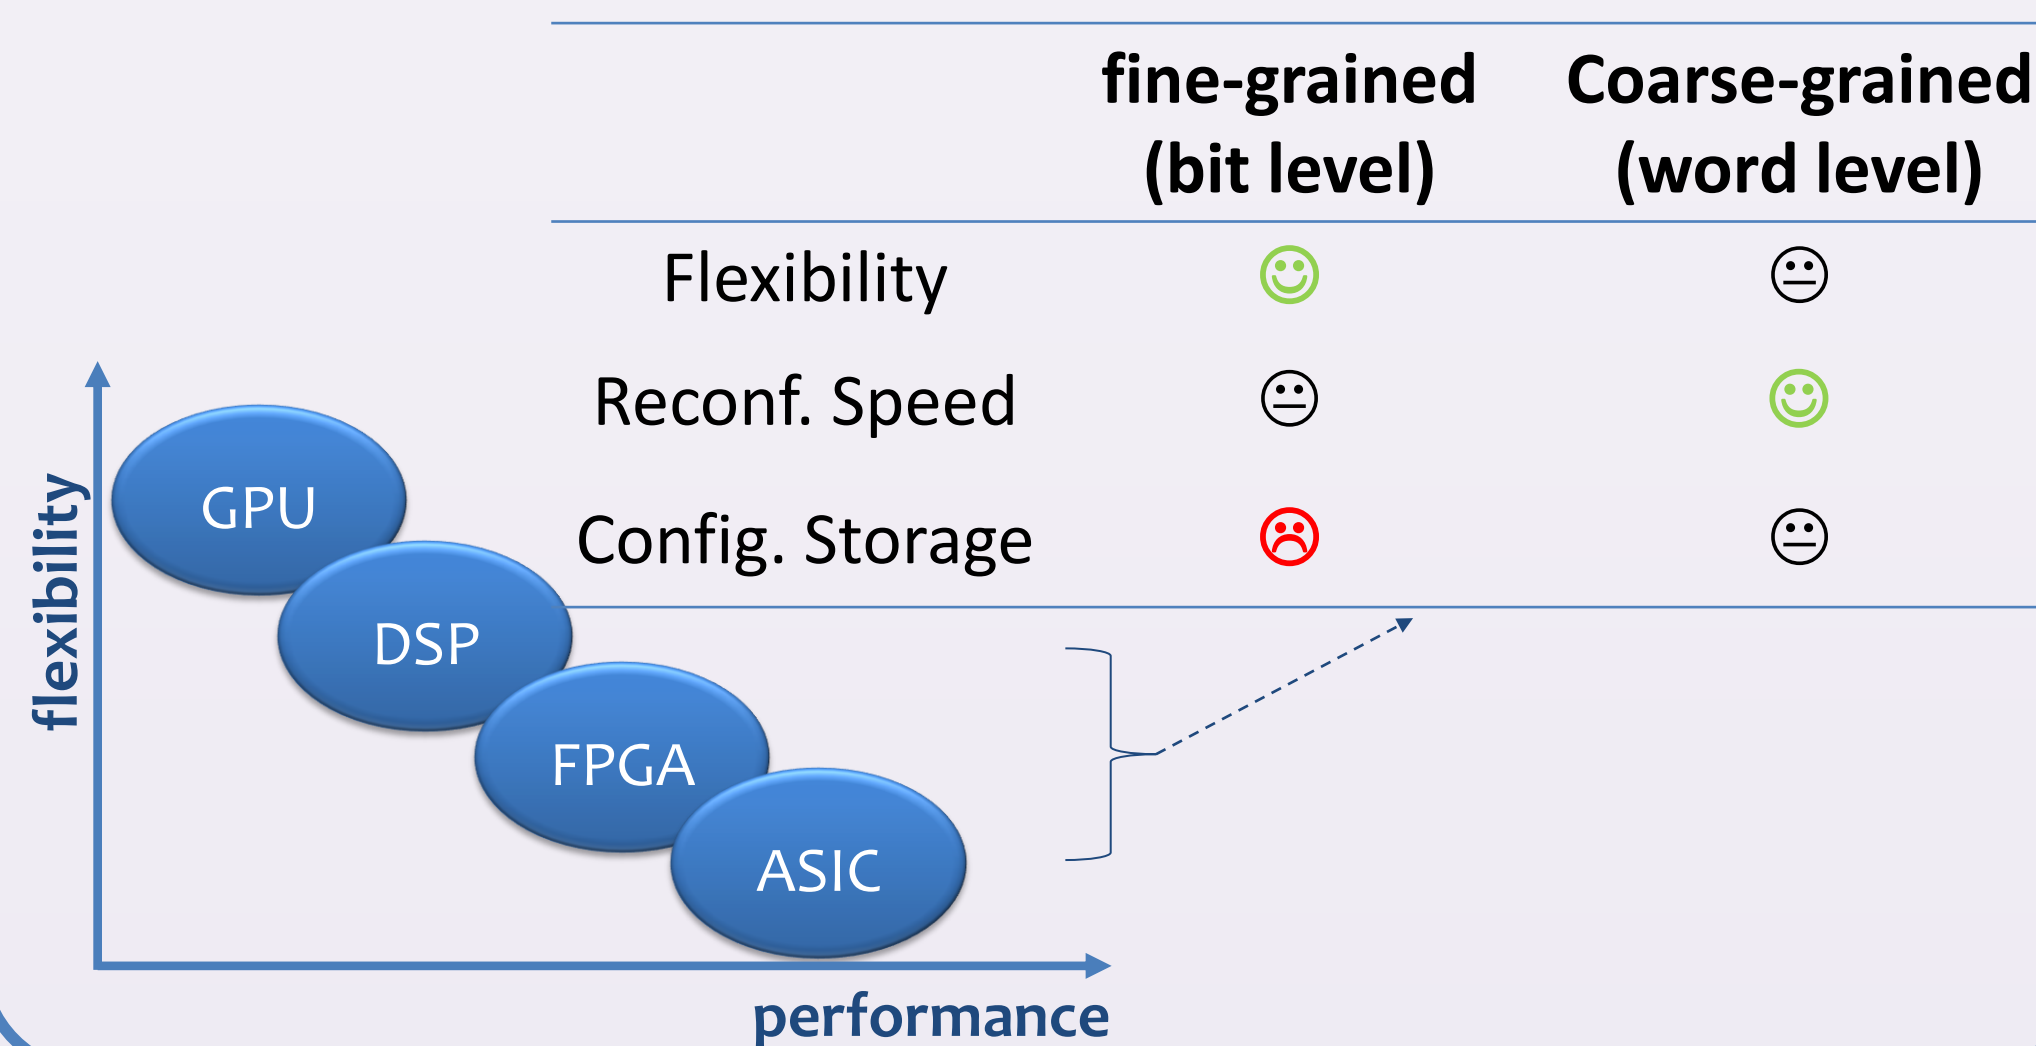 fine-grained Coarse-grained
(bit level) (word level)
Flexibility ☺ 😐
Reconf. Speed 😐 ☺
Config. Storage ☹ 😐
flexibility
GPU
DSP
FPGA
ASIC
performance